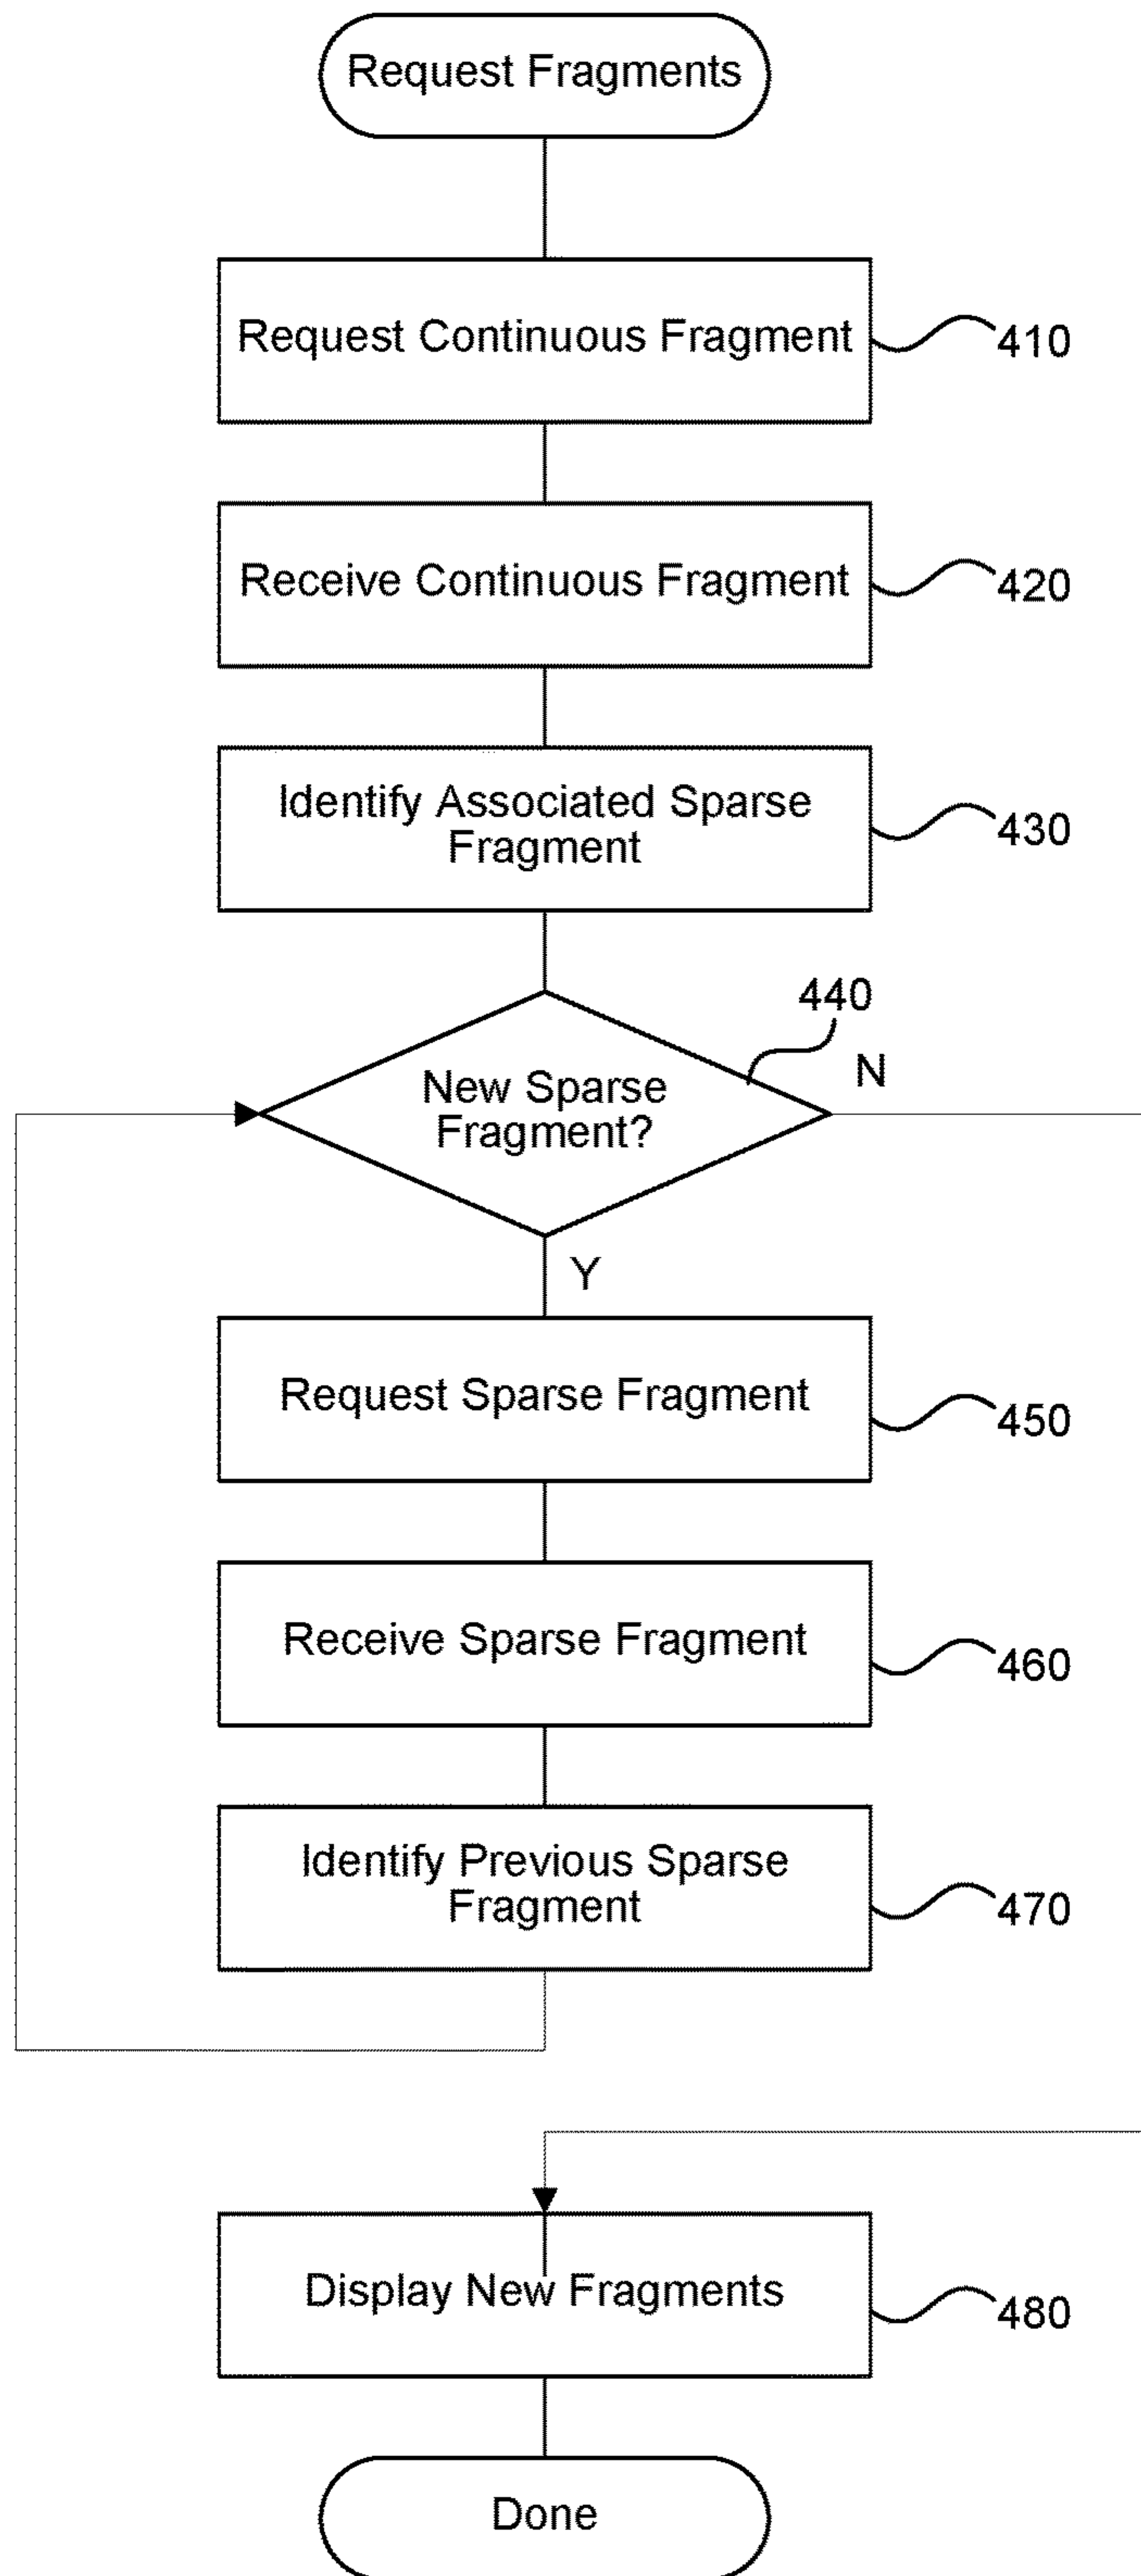 Request Fragments
Request Continuous Fragment
410
Receive Continuous Fragment
420
Identify Associated Sparse
Fragment
430
440
N
New Sparse
Fragment?
Y
Request Sparse Fragment
450
Receive Sparse Fragment
460
Identify Previous Sparse
Fragment
470
Display New Fragments
480
Done